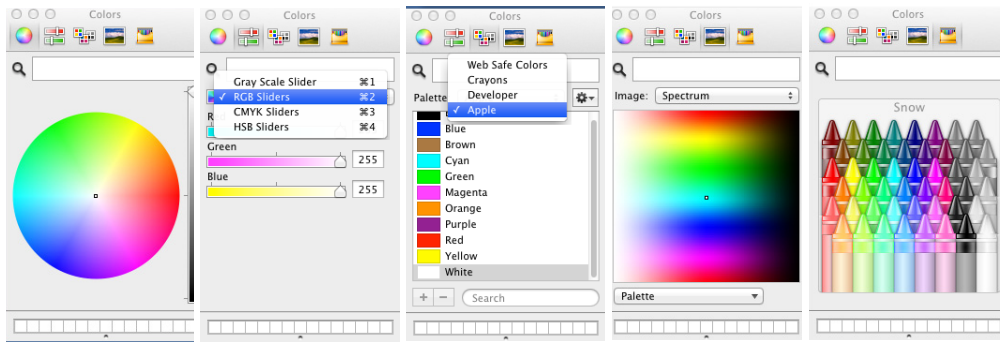 Colors
Colors
Gray Scale Slider ⌘1
✓ RGB Sliders ⌘2
CMYK Sliders ⌘3
HSB Sliders ⌘4
Green
255
Blue
255
Colors
Web Safe Colors
Crayons
Developer
✓ Apple
Palette
Blue
Brown
Cyan
Green
Magenta
Orange
Purple
Red
Yellow
White
+ −
Search
Colors
Image: Spectrum
Palette
Colors
Snow